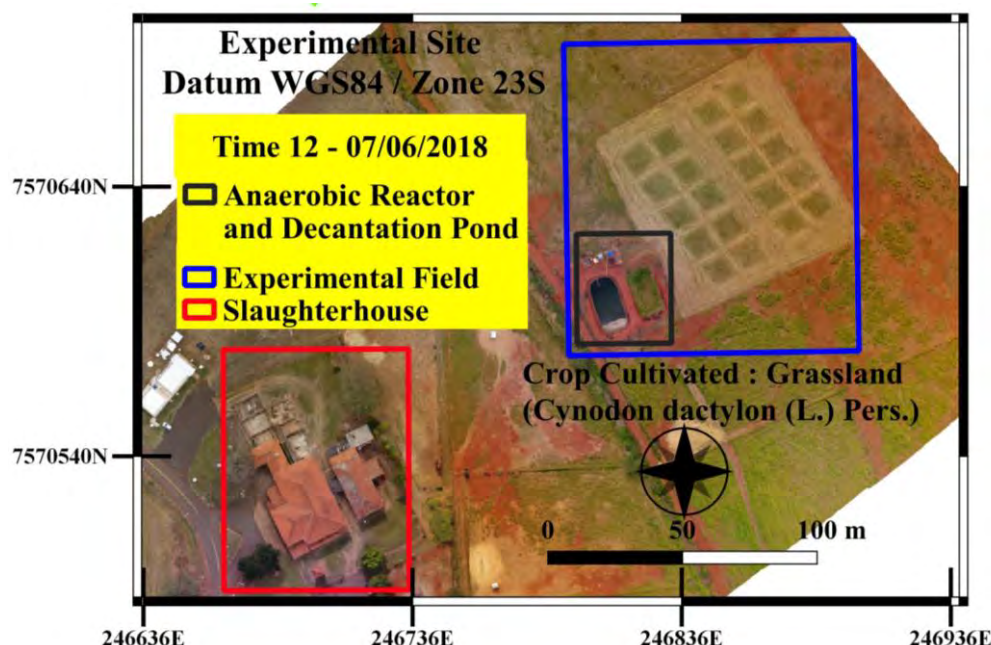 Experimental Site
Datum WGS84 / Zone 23S
Time 12 - 07/06/2018
Anaerobic Reactor
and Decantation Pond
Experimental Field
Slaughterhouse
7570640N
Crop Cultivated : Grassland
(Cynodon dactylon (L.) Pers.)
7570540N
0 50 100 m
246636E 246736E 246836E 246936E